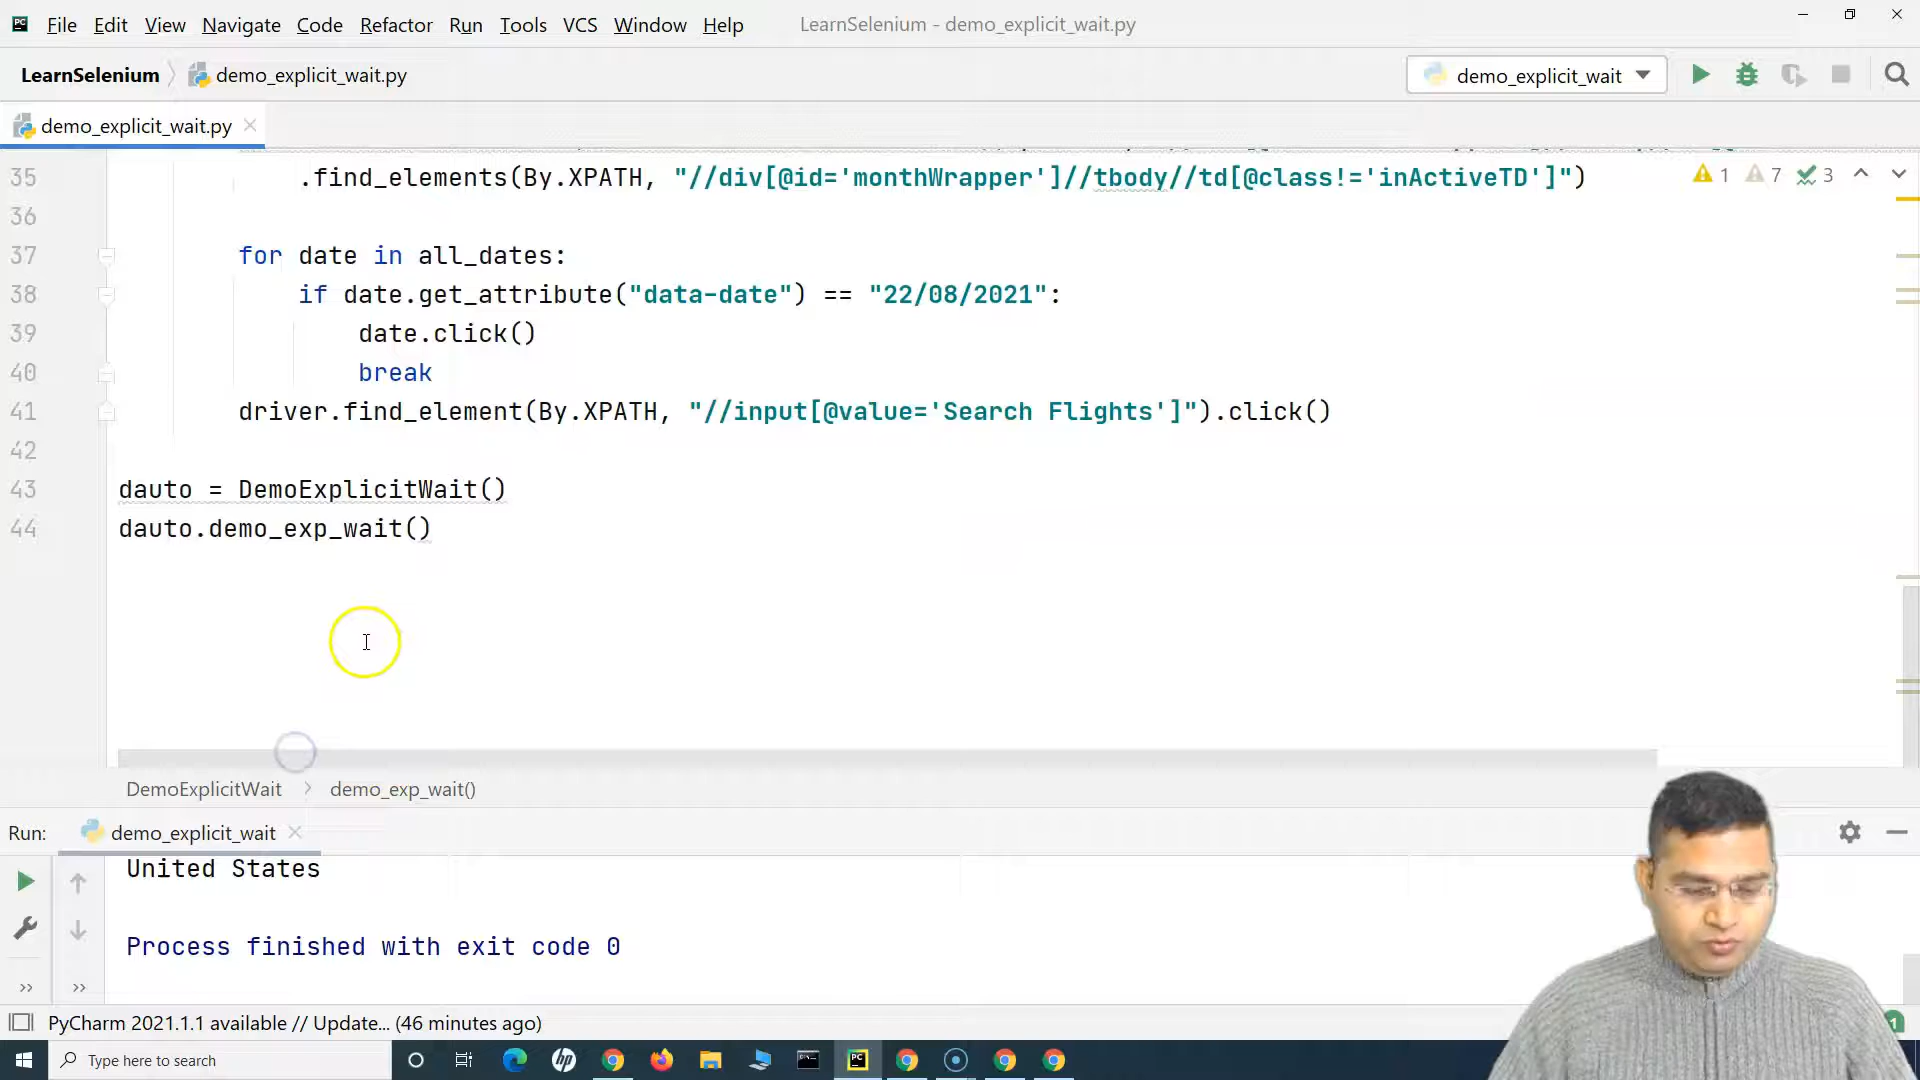 File Edit View Navigate Code Refactor Run Tools VCS Window Help LearnSelenium - demo_explicit_wait.py
LearnSelenium demo_explicit_wait.py demo_explicit_wait
demo_explicit_wait.py
35 .find_elements(By.XPATH, "//div[@id='monthWrapper']//tbody//td[@class!='inActiveTD']") 1 7 3
36
37 for date in all_dates:
38 if date.get_attribute("data-date") == "22/08/2021":
39 date.click()
40 break
41 driver.find_element(By.XPATH, "//input[@value='Search Flights']").click()
42
43 dauto = DemoExplicitWait()
44 dauto.demo_exp_wait()
DemoExplicitWait > demo_exp_wait()
Run: demo_explicit_wait
United States
Process finished with exit code 0
PyCharm 2021.1.1 available // Update... (46 minutes ago) 1
Type here to search